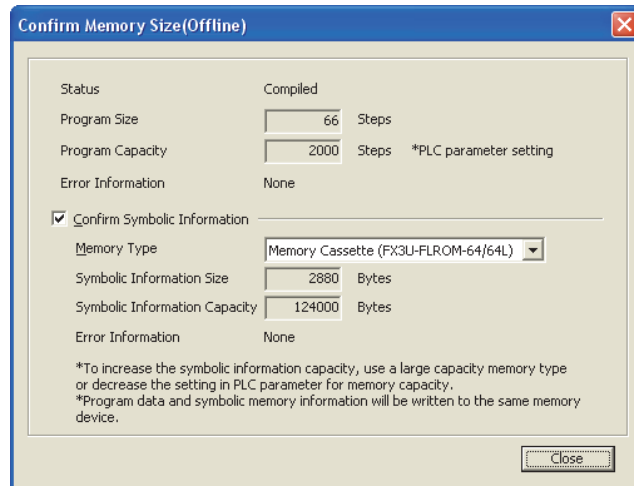 Confirm Memory Size(Offline)
Status Compiled
Program Size 66 Steps
Program Capacity 2000 Steps *PLC parameter setting
Error Information None
Confirm Symbolic Information
Memory Type Memory Cassette (FX3U-FLROM-64/64L)
Symbolic Information Size 2880 Bytes
Symbolic Information Capacity 124000 Bytes
Error Information None
*To increase the symbolic information capacity, use a large capacity memory type
or decrease the setting in PLC parameter for memory capacity.
*Program data and symbolic memory information will be written to the same memory
device.
Close